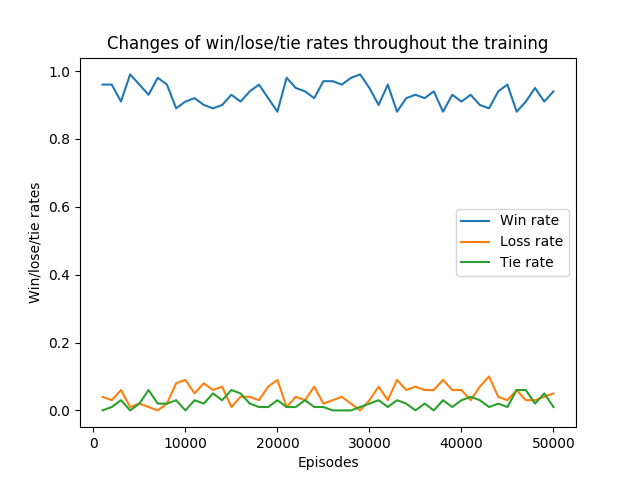 Changes of win/lose/tie rates throughout the training
1.0
0.8
0.6
0.4
0.2
0.0
Win/lose/tie rates
Win rate
Loss rate
Tie rate
0 10000 20000 30000 40000 50000
Episodes